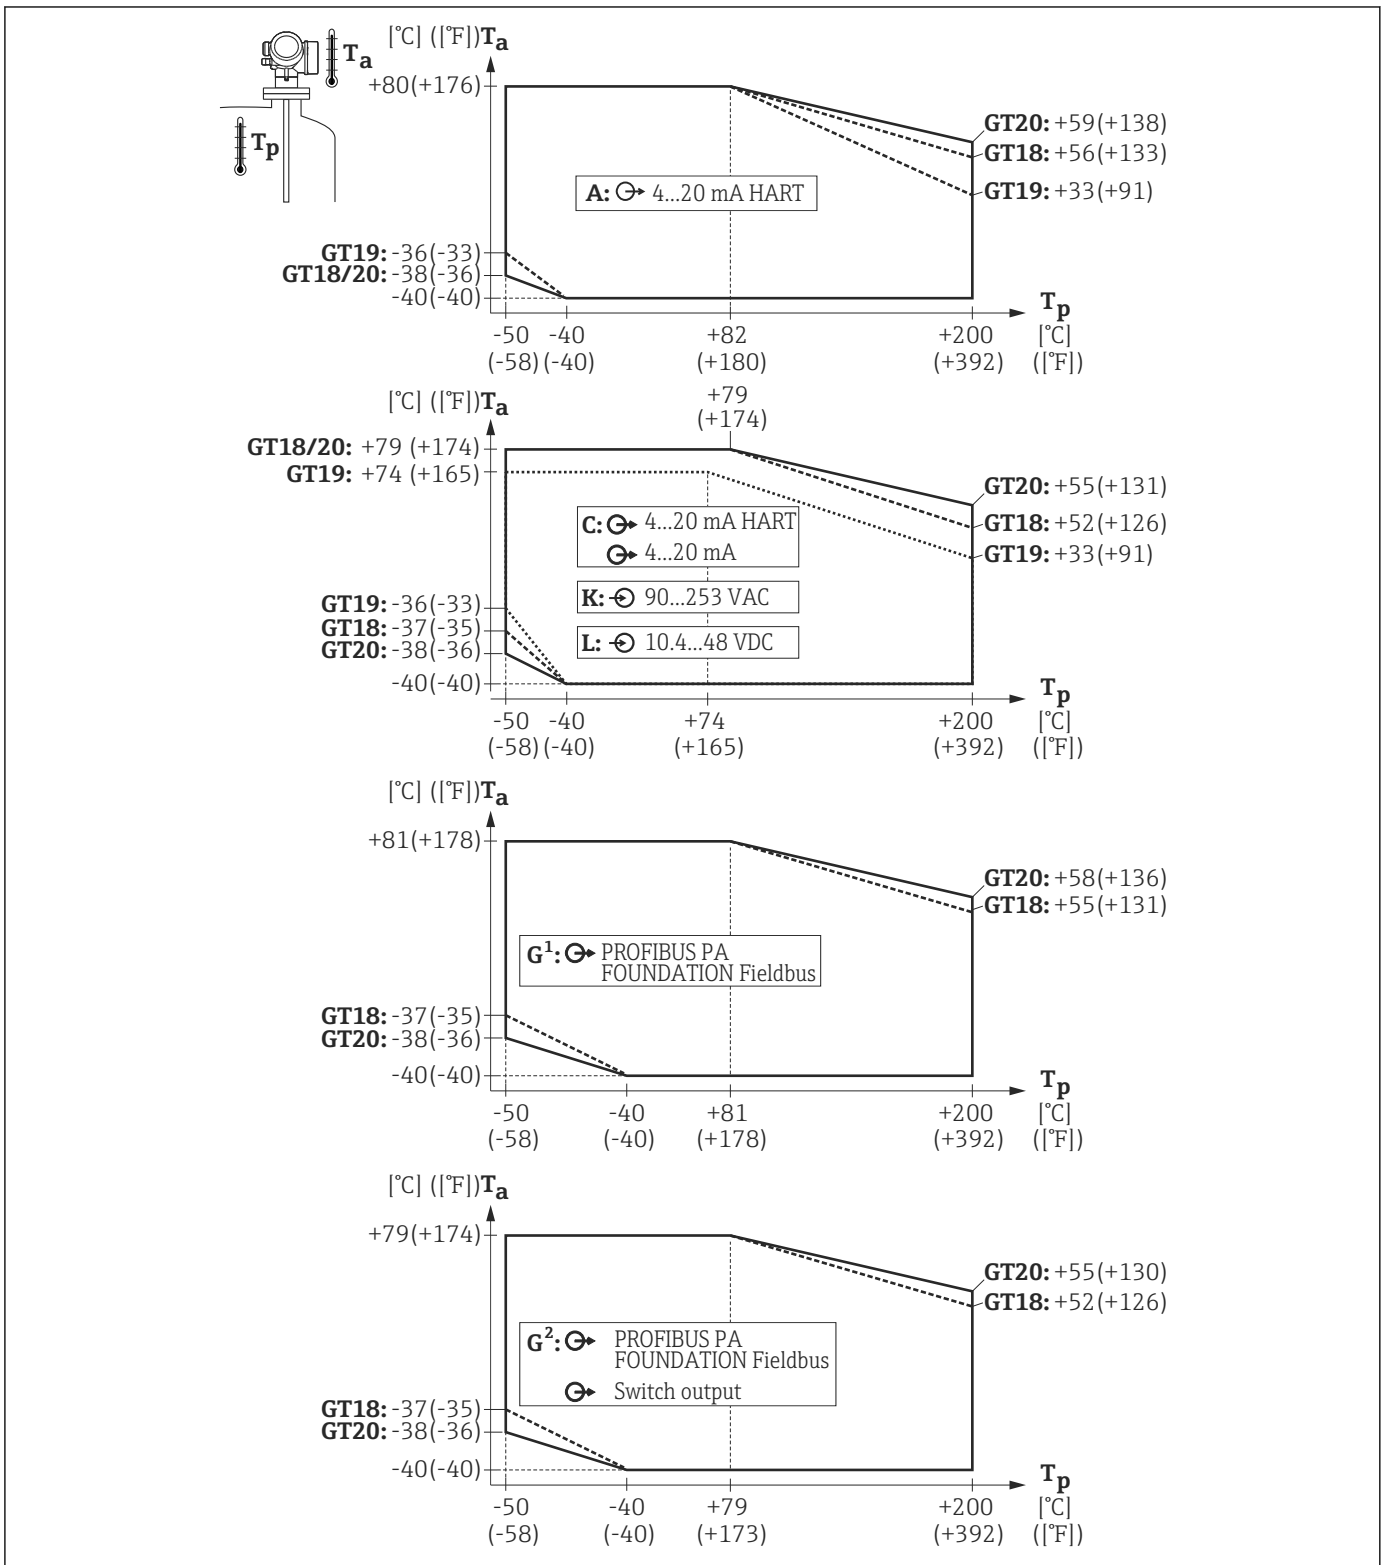 [°C] ([°F])Ta
Ta
+80(+176)
GT20: +59(+138)
Tp
GT18: +56(+133)
A: 4...20 mA HART
GT19: +33(+91)
GT19: -36(-33)
GT18/20: -38(-36)
-40(-40)
Tp
-50 -40 +82 +200 [°C]
(-58) (-40) (+180) (+392) ([°F])
+79
[°C] ([°F])Ta
(+174)
GT18/20: +79 (+174)
GT19: +74 (+165)
GT20: +55(+131)
C: 4...20 mA HART
GT18: +52(+126)
4...20 mA
GT19: +33(+91)
K: 90...253 VAC
GT19: -36(-33)
GT18: -37(-35)
L: 10.4...48 VDC
GT20: -38(-36)
-40(-40)
Tp
-50 -40 +74 +200 [°C]
(-58) (-40) (+165) (+392) ([°F])
[°C] ([°F])Ta
+81(+178)
GT20: +58(+136)
GT18: +55(+131)
G1: PROFIBUS PA
FOUNDATION Fieldbus
GT18: -37(-35)
GT20: -38(-36)
-40(-40)
Tp
-50 -40 +81 +200 [°C]
(-58) (-40) (+178) (+392) ([°F])
[°C] ([°F])Ta
+79(+174)
GT20: +55(+130)
GT18: +52(+126)
G2: PROFIBUS PA
FOUNDATION Fieldbus
Switch output
GT18: -37(-35)
GT20: -38(-36)
-40(-40)
Tp
-50 -40 +79 +200 [°C]
(-58) (-40) (+173) (+392) ([°F])